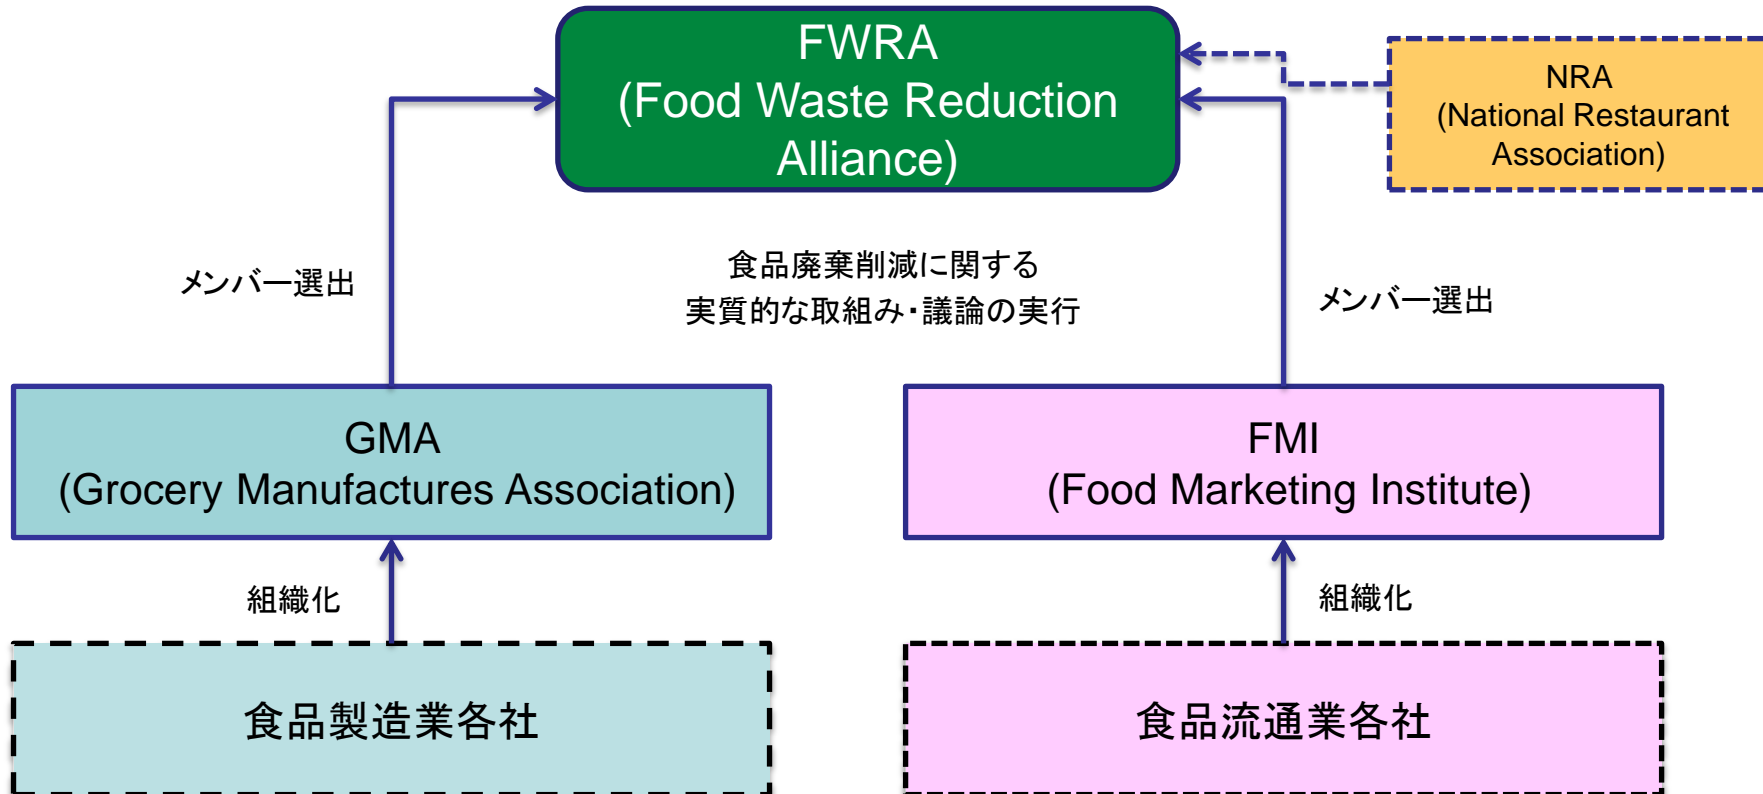 FWRA
(Food Waste Reduction
Alliance)
NRA
(National Restaurant
Association)
メンバー選出
食品廃棄削減に関する
実質的な取組み・議論の実行
メンバー選出
GMA
(Grocery Manufactures Association)
FMI
(Food Marketing Institute)
組織化
組織化
食品製造業各社
食品流通業各社